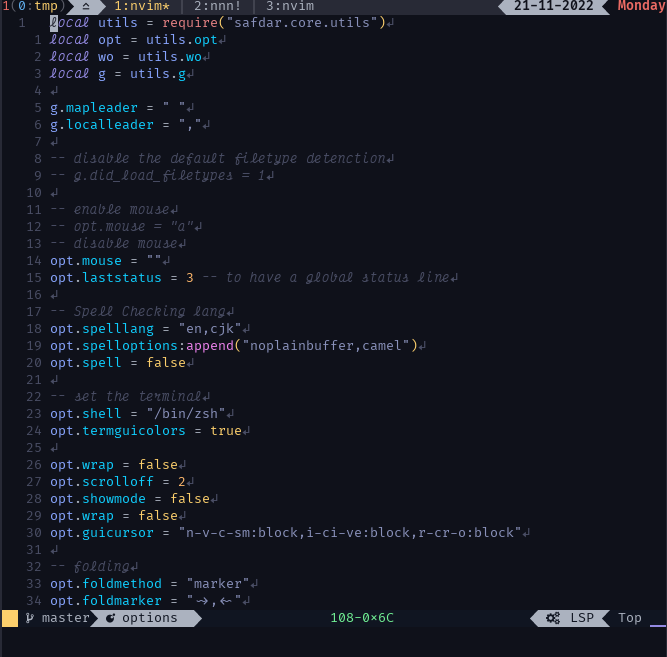 1(0:tmp) 1:nvim* | 2:nnn! | 3:nvim 21-11-2022 Monday
1 local utils = require("safdar.core.utils")↲
1 local opt = utils.opt↲
2 local wo = utils.wo↲
3 local g = utils.g↲
4 ↲
5 g.mapleader = " "↲
6 g.localleader = ","↲
7 ↲
8 -- disable the default filetype detenction↲
9 -- g.did_load_filetypes = 1↲
10 ↲
11 -- enable mouse↲
12 -- opt.mouse = "a"↲
13 -- disable mouse↲
14 opt.mouse = ""↲
15 opt.laststatus = 3 -- to have a global status line↲
16 ↲
17 -- Spell Checking lang↲
18 opt.spelllang = "en,cjk"↲
19 opt.spelloptions:append("noplainbuffer,camel")↲
20 opt.spell = false↲
21 ↲
22 -- set the terminal↲
23 opt.shell = "/bin/zsh"↲
24 opt.termguicolors = true↲
25 ↲
26 opt.wrap = false↲
27 opt.scrolloff = 2↲
28 opt.showmode = false↲
29 opt.wrap = false↲
30 opt.guicursor = "n-v-c-sm:block,i-ci-ve:block,r-cr-o:block"↲
31 ↲
32 -- folding↲
33 opt.foldmethod = "marker"↲
34 opt.foldmarker = "->,<-"↲
master options 108-0x6C LSP Top